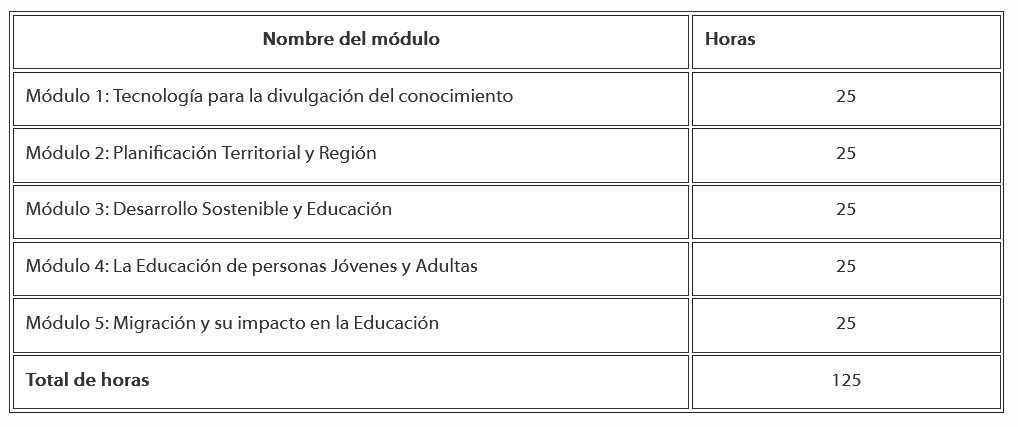 Nombre del módulo Horas
Módulo 1: Tecnología para la divulgación del conocimiento 25
Módulo 2: Planificación Territorial y Región 25
Módulo 3: Desarrollo Sostenible y Educación 25
Módulo 4: La Educación de personas Jóvenes y Adultas 25
Módulo 5: Migración y su impacto en la Educación 25
Total de horas 125